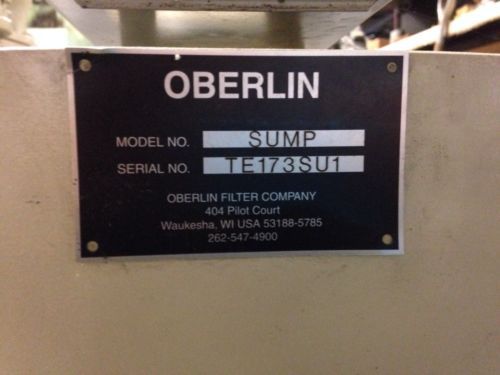 OBERLIN
MODEL NO. SUMP
SERIAL NO. TE173SU1
OBERLIN FILTER COMPANY
404 Pilot Court
Waukesha, WI USA 53188-5785
262-547-4900